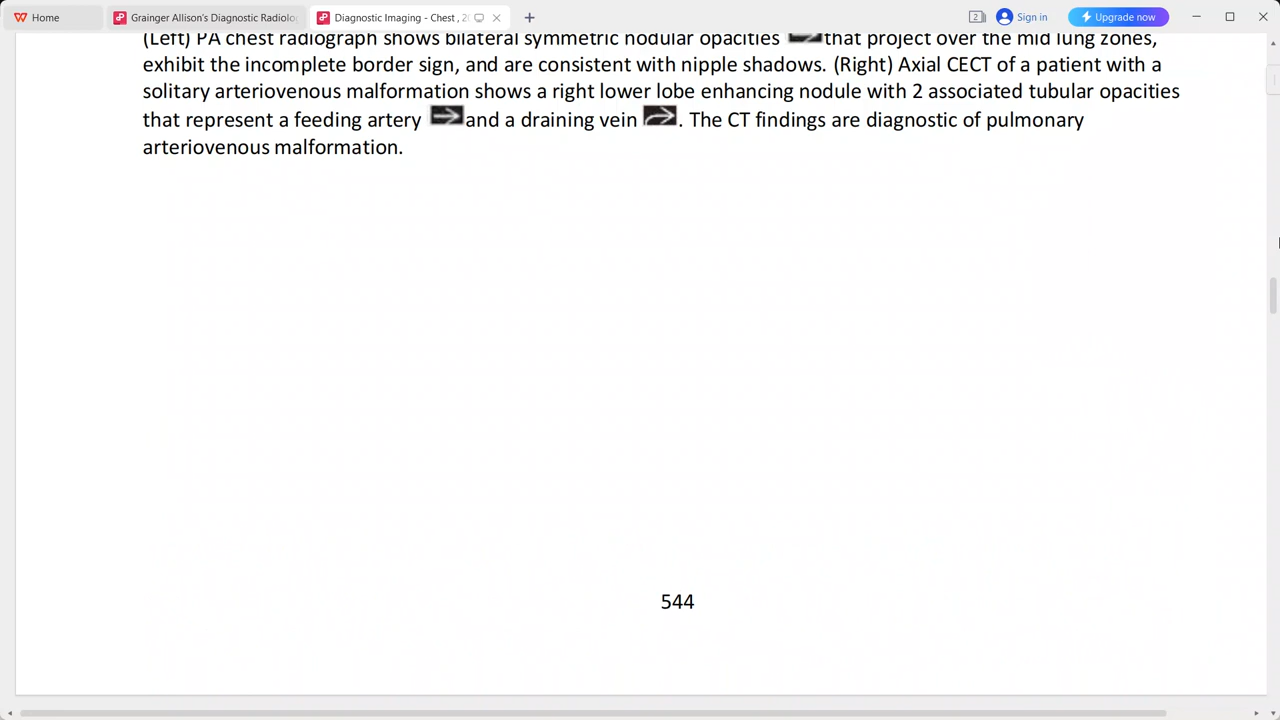 Home
Grainger Allison's Diagnostic Radiolo
Diagnostic Imaging - Chest , 2
2
Sign in
Upgrade now
(Left) PA chest radiograph shows bilateral symmetric nodular opacities that project over the mid lung zones,
exhibit the incomplete border sign, and are consistent with nipple shadows. (Right) Axial CECT of a patient with a
solitary arteriovenous malformation shows a right lower lobe enhancing nodule with 2 associated tubular opacities
that represent a feeding artery and a draining vein . The CT findings are diagnostic of pulmonary
arteriovenous malformation.
544